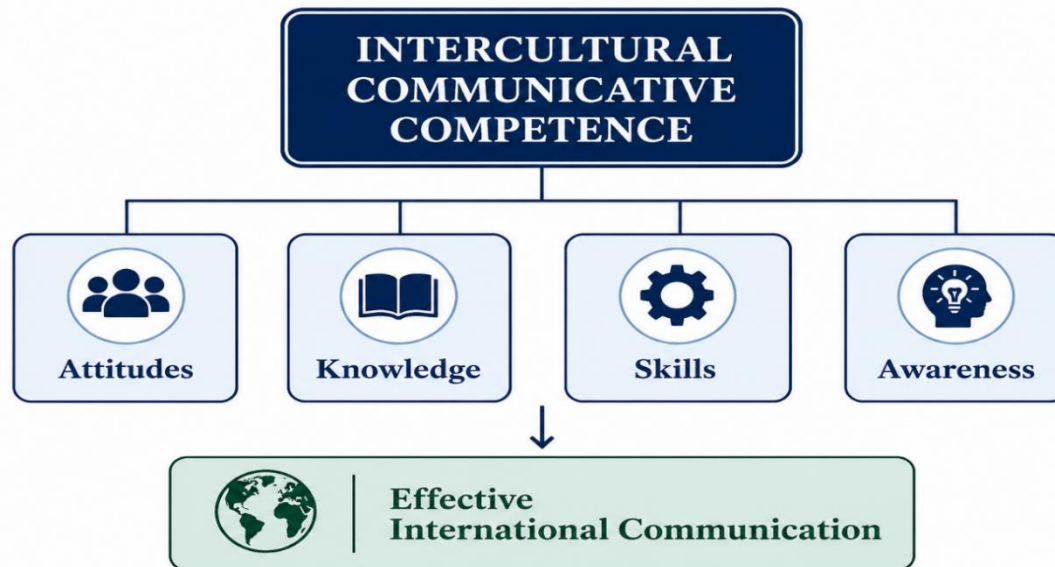 INTERCULTURAL
COMMUNICATIVE
COMPETENCE
Attitudes
Knowledge
Skills
Awareness
Effective
International Communication